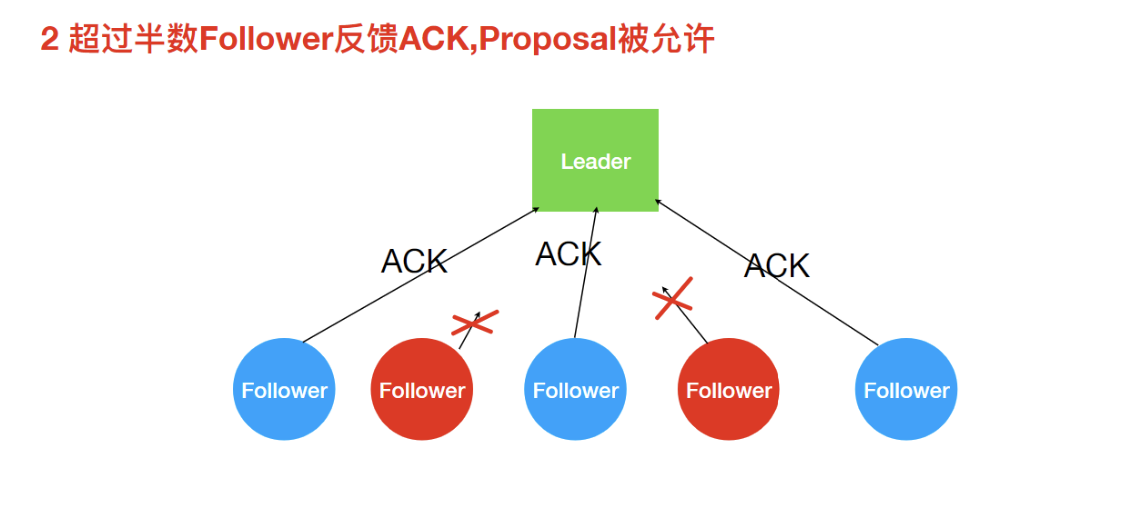 2 超过半数Follower反馈ACK,Proposal被允许
Leader
ACK
ACK
ACK
Follower
Follower
Follower
Follower
Follower